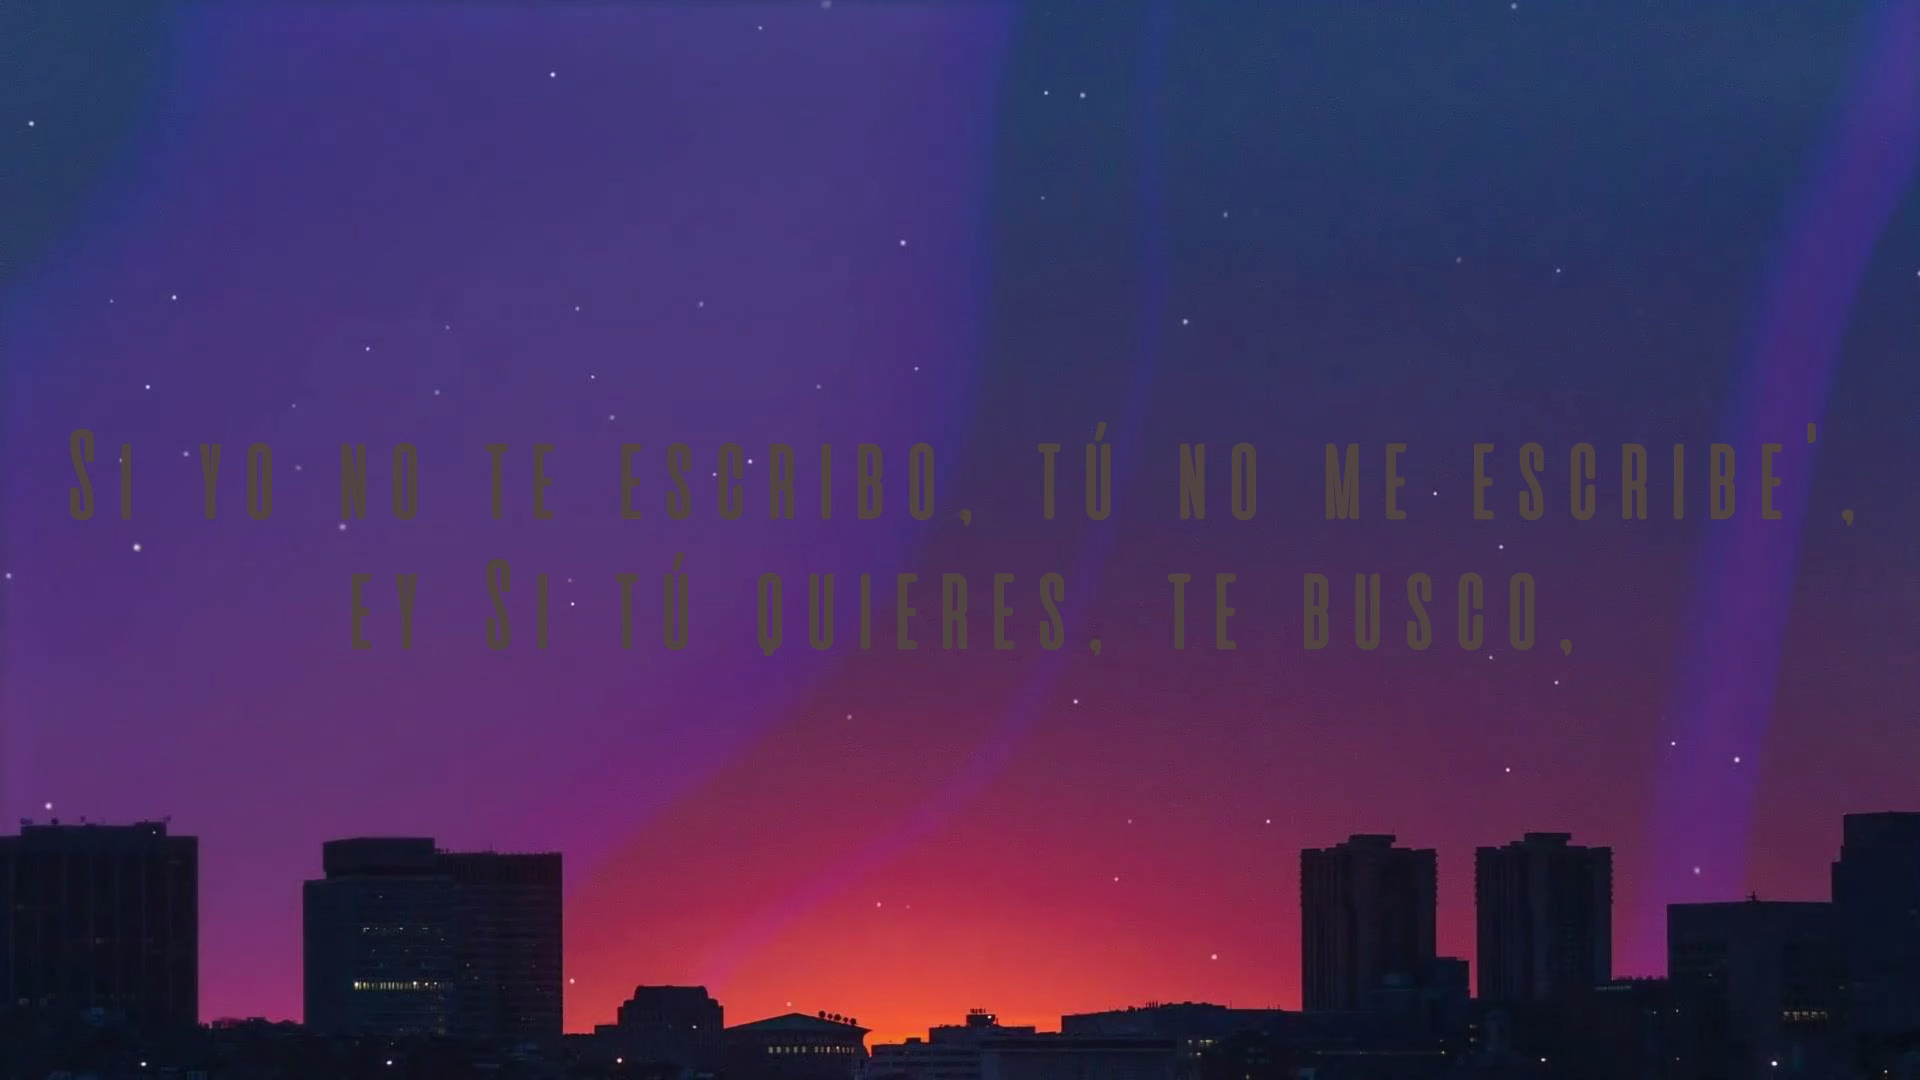 Si yo no te escribo, tú no me escribe',
ey Si tú quieres, te busco,